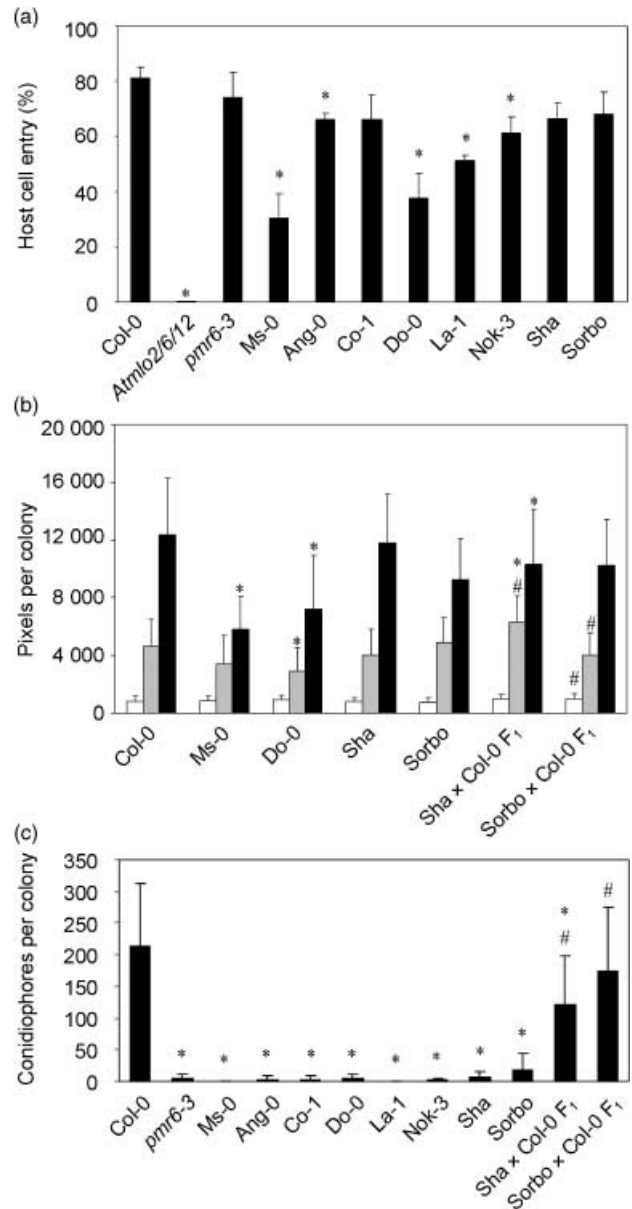 (a)
Host cell entry (%)
100
80
60
40
20
0
*
*
*
*
*
*
Col-0
Atmlo2/6/12
pmr6-3
Ms-0
Ang-0
Co-1
Do-0
La-1
Nok-3
Sha
Sorbo
(b)
Pixels per colony
20 000
16 000
12 000
8 000
4 000
0
*
*
*
*
#
*
#
#
Col-0
Ms-0
Do-0
Sha
Sorbo
Sha × Col-0 F₁
Sorbo × Col-0 F₁
(c)
Conidiophores per colony
350
300
250
200
150
100
50
0
*
*
*
*
*
*
*
*
*
*
#
#
Col-0
pmr6-3
Ms-0
Ang-0
Co-1
Do-0
La-1
Nok-3
Sha
Sorbo
Sha × Col-0 F₁
Sorbo × Col-0 F₁